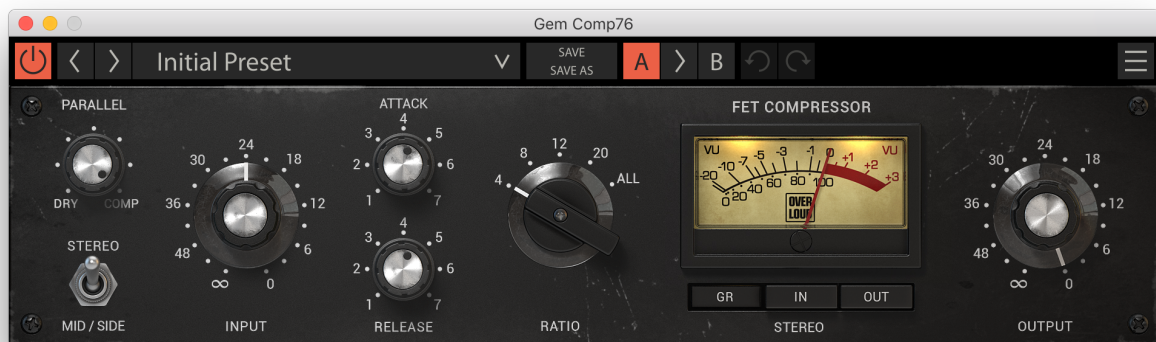 Gem Comp76
Initial Preset
SAVE
SAVE AS
A
B
PARALLEL
DRY COMP
STEREO
MID / SIDE
30 24 18
36 12
48 6
∞ 0
INPUT
ATTACK
3 4 5
2 6
1 7
3 4 5
2 6
1 7
RELEASE
4 8 12 20 ALL
RATIO
FET COMPRESSOR
VU VU
-20 -10 -7 -5 -3 -1 0 +1 +2 +3
0 20 40 60 80 100
OVER
LOUD
GR IN OUT
STEREO
30 24 18
36 12
48 6
∞ 0
OUTPUT